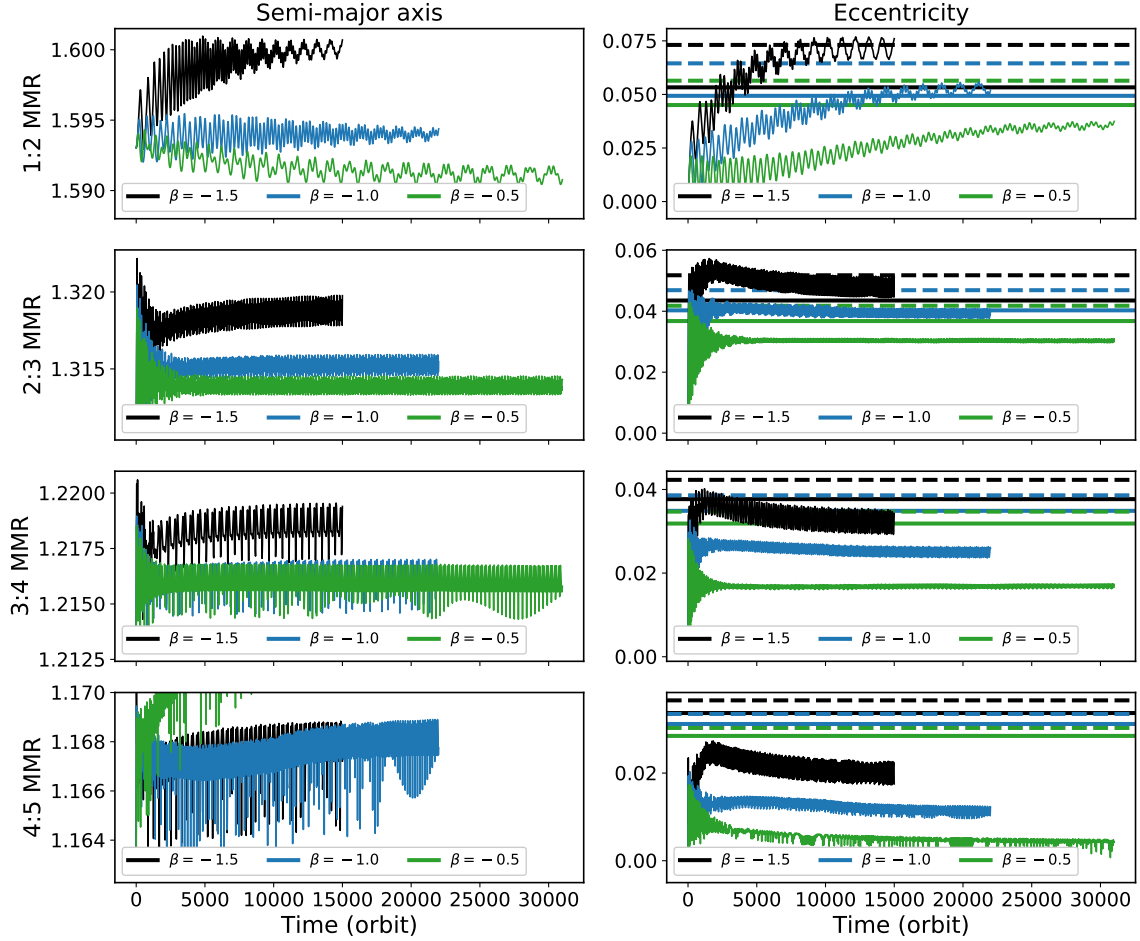 Semi-major axis
Eccentricity
1:2 MMR
1.600
1.595
1.590
β = − 1.5 β = − 1.0 β = − 0.5
0.075
0.050
0.025
0.000
β = − 1.5 β = − 1.0 β = − 0.5
2:3 MMR
1.320
1.315
β = − 1.5 β = − 1.0 β = − 0.5
0.06
0.04
0.02
0.00
β = − 1.5 β = − 1.0 β = − 0.5
3:4 MMR
1.2200
1.2175
1.2150
1.2125
β = − 1.5 β = − 1.0 β = − 0.5
0.04
0.02
0.00
β = − 1.5 β = − 1.0 β = − 0.5
4:5 MMR
1.170
1.168
1.166
1.164
β = − 1.5 β = − 1.0 β = − 0.5
0 5000 10000 15000 20000 25000 30000
Time (orbit)
0.02
0.00
β = − 1.5 β = − 1.0 β = − 0.5
0 5000 10000 15000 20000 25000 30000
Time (orbit)